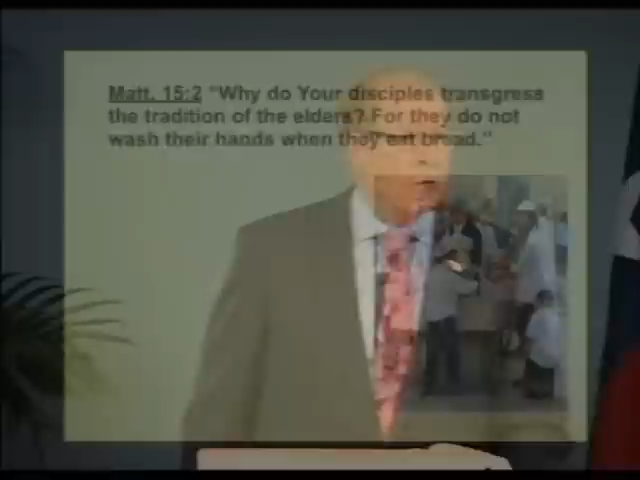 Matt. 15:2 "Why do Your disciples transgress
the tradition of the elders? For they do not
wash their hands when they eat bread."